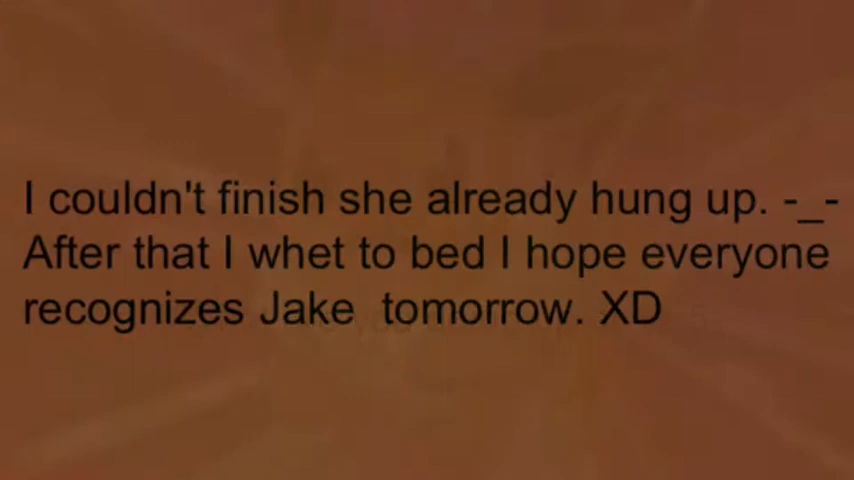 I couldn't finish she already hung up. -_-
After that I whet to bed I hope everyone
recognizes Jake  tomorrow. XD